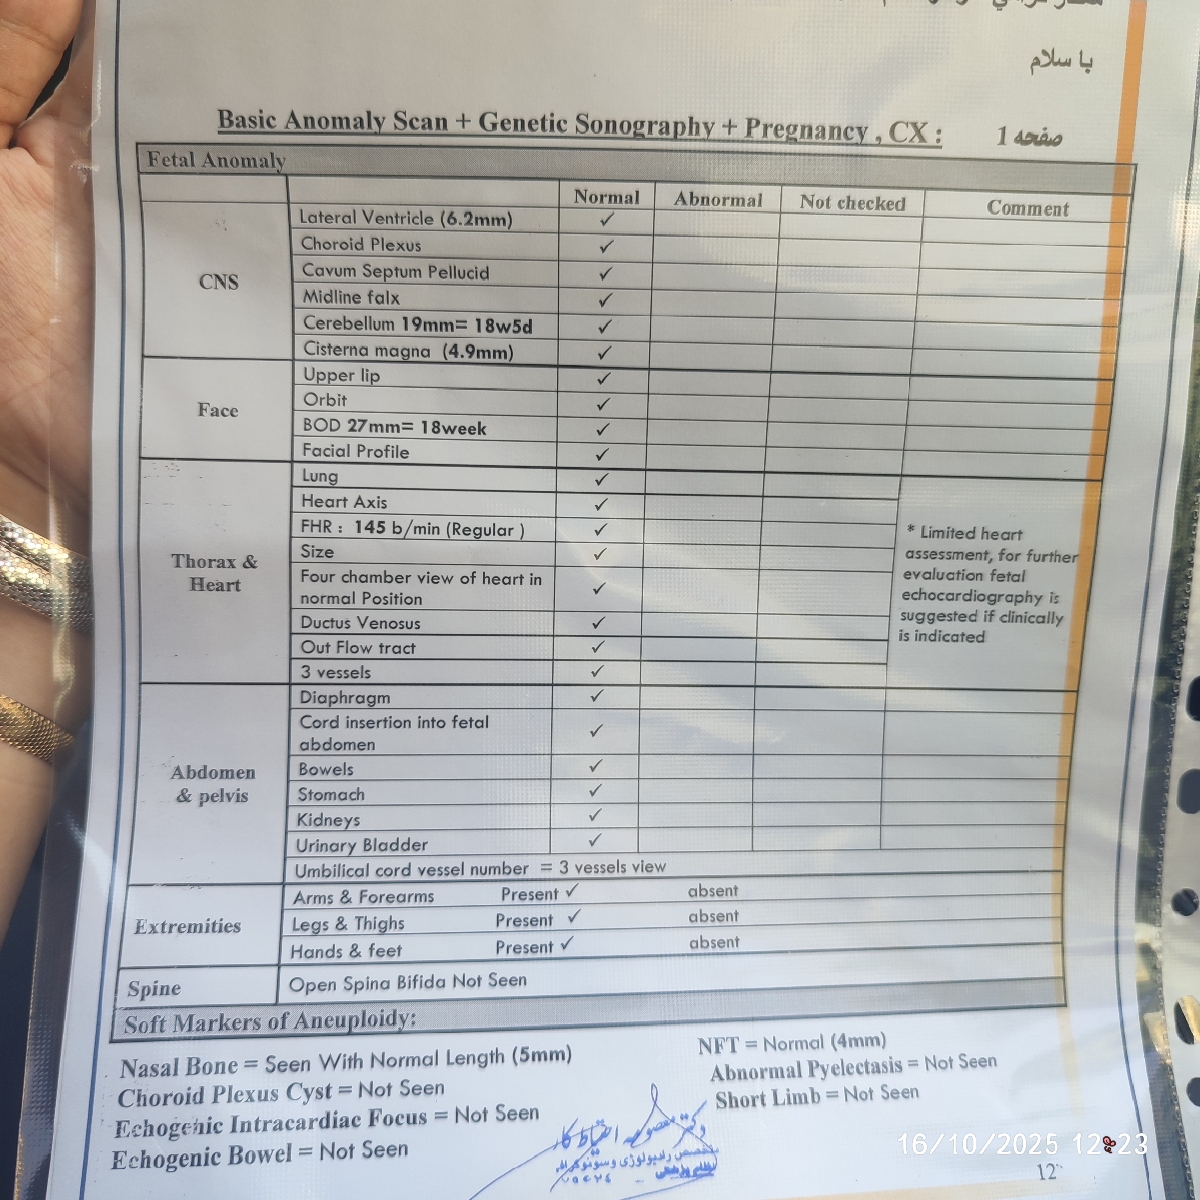 با سلام
Basic Anomaly Scan + Genetic Sonography + Pregnancy , CX : صفحه 1
Fetal Anomaly
Normal Abnormal Not checked Comment
CNS
Lateral Ventricle (6.2mm) ✓
Choroid Plexus ✓
Cavum Septum Pellucid ✓
Midline falx ✓
Cerebellum 19mm= 18w5d ✓
Cisterna magna (4.9mm) ✓
Face
Upper lip ✓
Orbit ✓
BOD 27mm= 18week ✓
Facial Profile ✓
Thorax &
Heart
Lung ✓
Heart Axis ✓
FHR : 145 b/min (Regular ) ✓
Size ✓
Four chamber view of heart in
normal Position ✓
Ductus Venosus ✓
Out Flow tract ✓
3 vessels ✓
* Limited heart
assessment, for further
evaluation fetal
echocardiography is
suggested if clinically
is indicated
Abdomen
& pelvis
Diaphragm ✓
Cord insertion into fetal
abdomen ✓
Bowels ✓
Stomach ✓
Kidneys ✓
Urinary Bladder ✓
Umbilical cord vessel number = 3 vessels view
Extremities
Arms & Forearms Present ✓ absent
Legs & Thighs Present ✓ absent
Hands & feet Present ✓ absent
Spine
Open Spina Bifida Not Seen
Soft Markers of Aneuploidy:
Nasal Bone = Seen With Normal Length (5mm)
Choroid Plexus Cyst = Not Seen
Echogenic Intracardiac Focus = Not Seen
Echogenic Bowel = Not Seen
NFT = Normal (4mm)
Abnormal Pyelectasis = Not Seen
Short Limb = Not Seen
16/10/2025 12:23
12